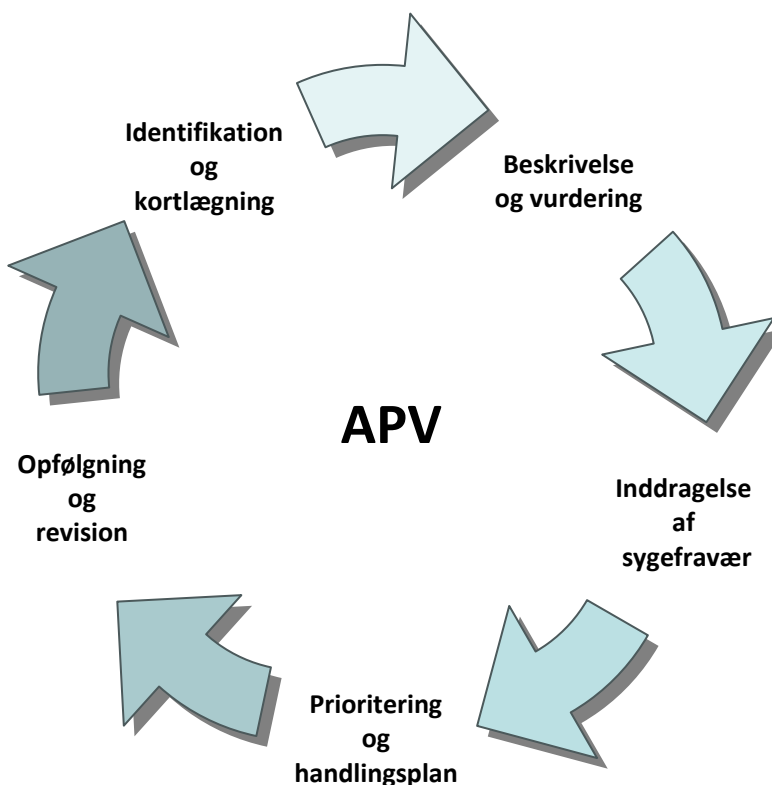 Identifikation
og
kortlægning
Beskrivelse
og vurdering
APV
Inddragelse
af
sygefravær
Prioritering
og
handlingsplan
Opfølgning
og
revision